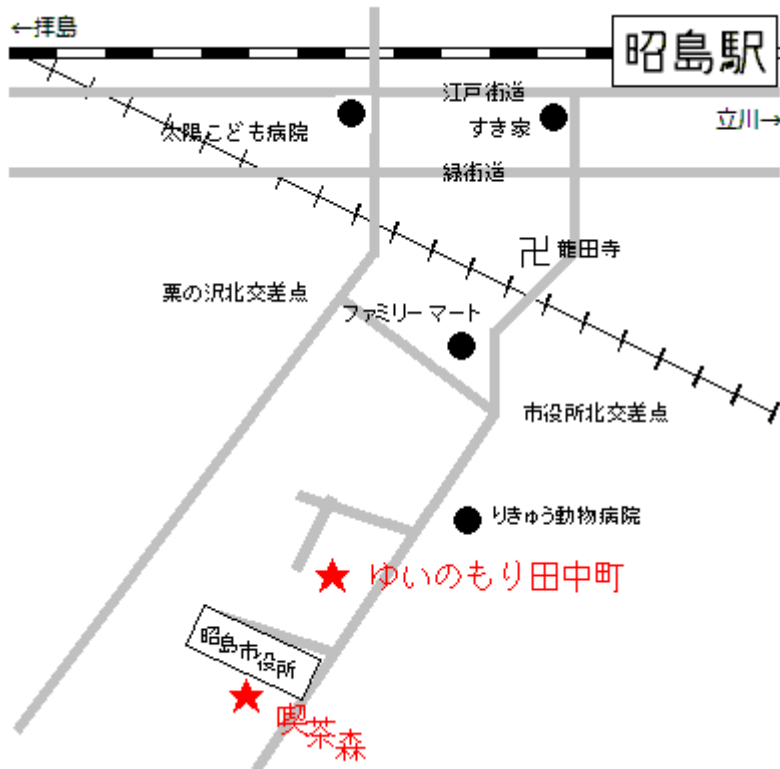 ←拝島
昭島駅
江戸街道
太陽こども病院
すき家
立川→
緑街道
卍 龍田寺
栗の沢北交差点
ファミリーマート
市役所北交差点
りきゅう動物病院
ゆいのもり田中町
昭島市役所
喫茶森